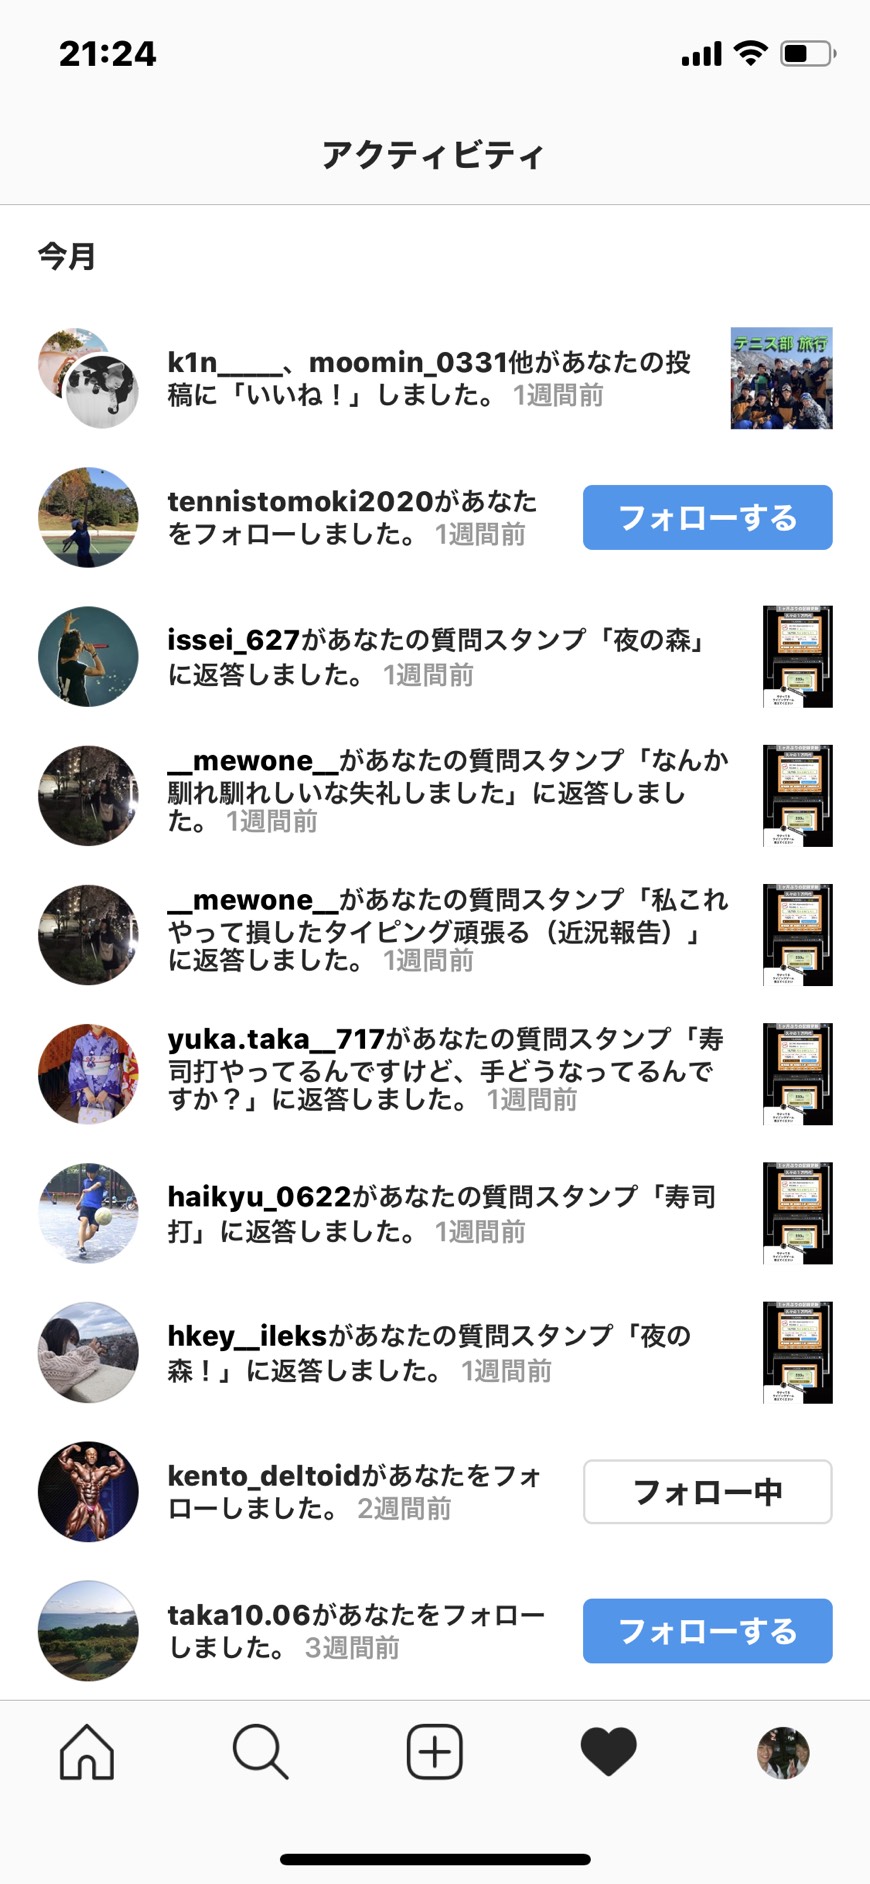 21:24
アクティビティ
今月
k1n_____、moomin_0331他があなたの投
稿に「いいね！」しました。 1週間前
テニス部 旅行
tennistomoki2020があなた
をフォローしました。 1週間前
フォローする
issei_627があなたの質問スタンプ「夜の森」
に返答しました。 1週間前
__mewone__があなたの質問スタンプ「なんか
馴れ馴れしいな失礼しました」に返答しまし
た。 1週間前
__mewone__があなたの質問スタンプ「私これ
やって損したタイピング頑張る（近況報告）」
に返答しました。 1週間前
yuka.taka__717があなたの質問スタンプ「寿
司打やってるんですけど、手どうなってるんで
すか？」に返答しました。 1週間前
haikyu_0622があなたの質問スタンプ「寿司
打」に返答しました。 1週間前
hkey__ileksがあなたの質問スタンプ「夜の
森！」に返答しました。 1週間前
kento_deltoidがあなたをフォ
ローしました。 2週間前
フォロー中
taka10.06があなたをフォロー
しました。 3週間前
フォローする